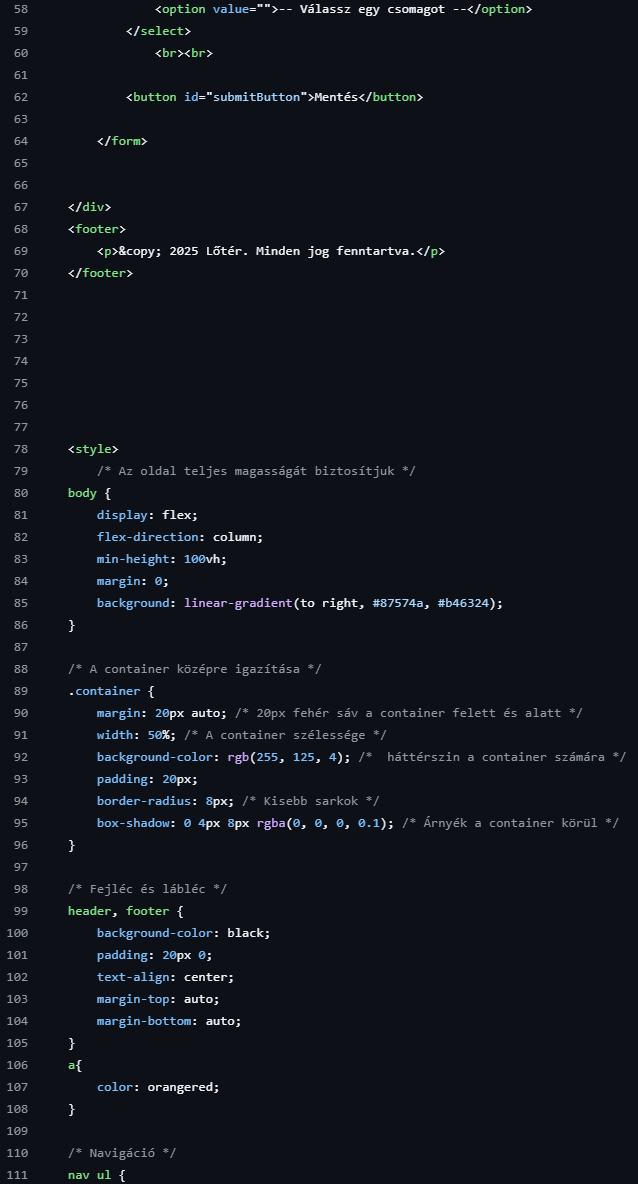 58                 <option value="">-- Válassz egy csomagot --</option>
59             </select>
60                 <br><br>
61
62             <button id="submitButton">Mentés</button>
63
64         </form>
65
66
67     </div>
68     <footer>
69         <p>&copy; 2025 Lőtér. Minden jog fenntartva.</p>
70     </footer>
71
72
73
74
75
76
77
78     <style>
79         /* Az oldal teljes magasságát biztosítjuk */
80     body {
81         display: flex;
82         flex-direction: column;
83         min-height: 100vh;
84         margin: 0;
85         background: linear-gradient(to right, #87574a, #b46324);
86     }
87
88     /* A container középre igazítása */
89     .container {
90         margin: 20px auto; /* 20px fehér sáv a container felett és alatt */
91         width: 50%; /* A container szélessége */
92         background-color: rgb(255, 125, 4); /*  háttérszin a container számára */
93         padding: 20px;
94         border-radius: 8px; /* Kisebb sarkok */
95         box-shadow: 0 4px 8px rgba(0, 0, 0, 0.1); /* Árnyék a container körül */
96     }
97
98     /* Fejléc és lábléc */
99     header, footer {
100         background-color: black;
101         padding: 20px 0;
102         text-align: center;
103         margin-top: auto;
104         margin-bottom: auto;
105     }
106     a{
107         color: orangered;
108     }
109
110     /* Navigáció */
111     nav ul {